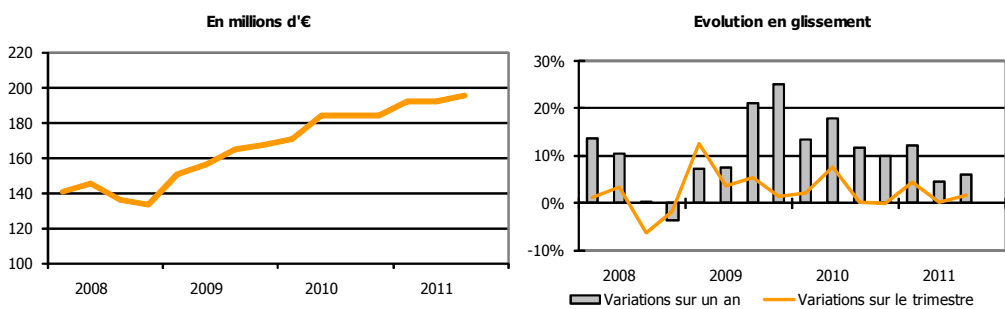 En millions d'€
220
200
180
160
140
120
100
2008 2009 2010 2011
Evolution en glissement
30%
20%
10%
0%
-10%
2008 2009 2010 2011
Variations sur un an Variations sur le trimestre